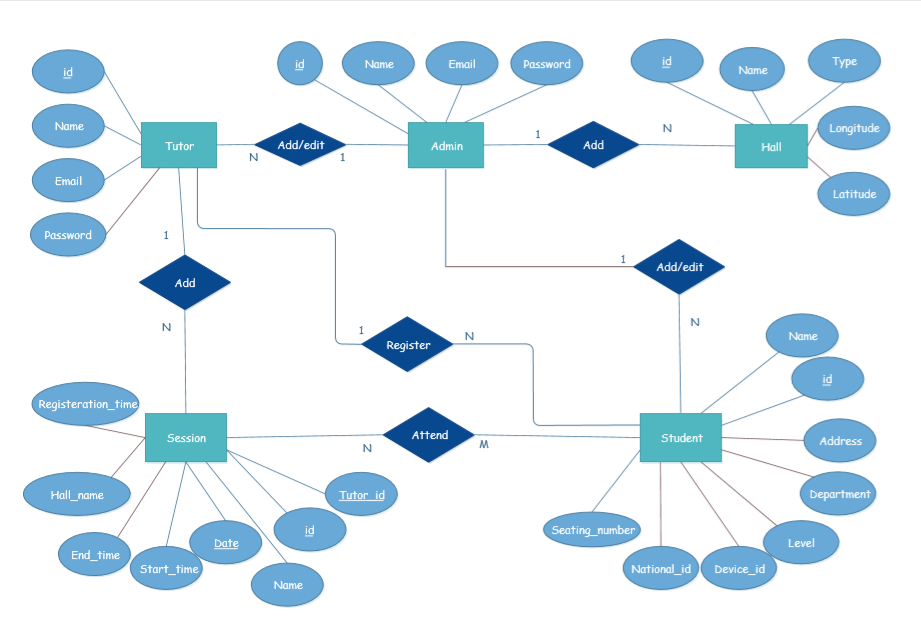 id
Name
Email
Password
id
Name
Email
Password
id
Name
Type
Longitude
Latitude
Tutor
N
Add/edit
1
Admin
1
Add
N
Hall
1
Add
N
1
Add/edit
N
1
Register
N
Name
id
Address
Department
Level
Device_id
National_id
Seating_number
Registeration_time
Session
N
Attend
M
Student
Hall_name
End_time
Start_time
Date
Name
id
Tutor_id